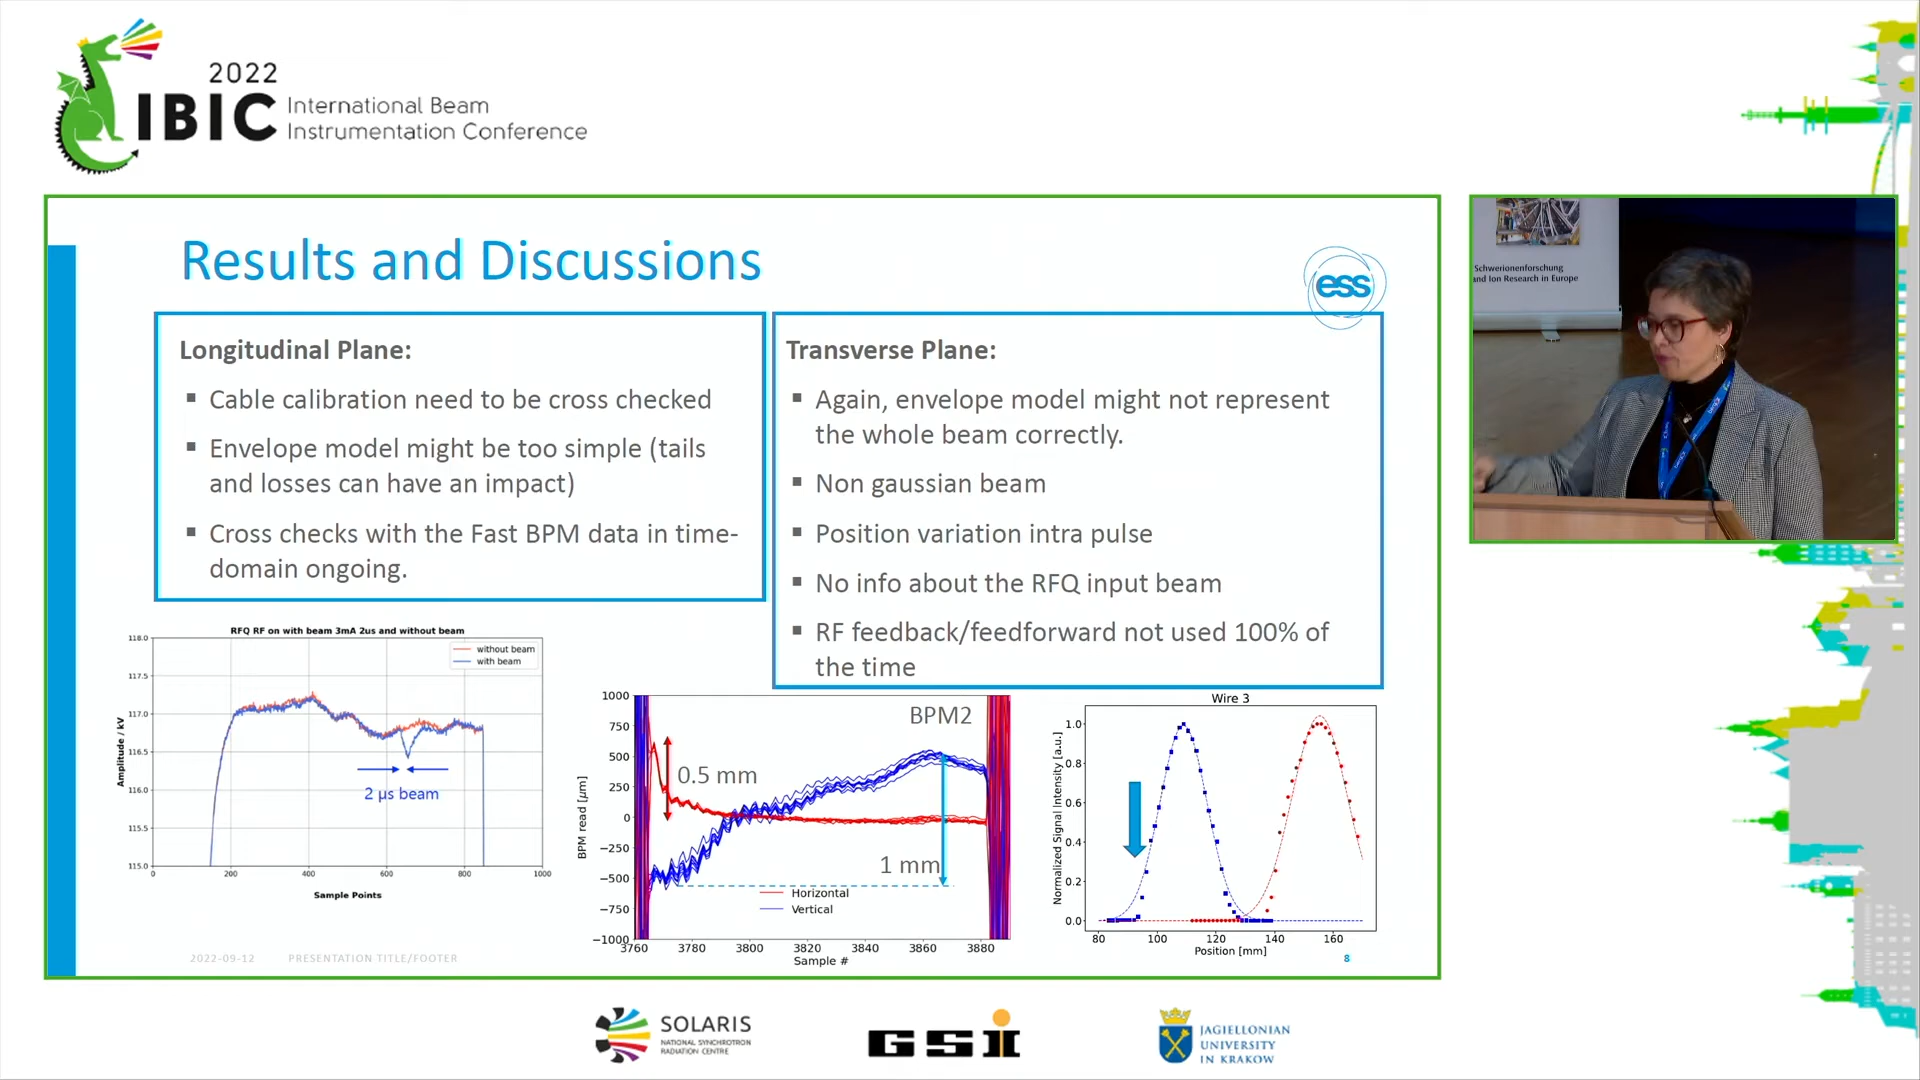 2022
IBIC
International Beam
Instrumentation Conference
Results and Discussions
ess
Longitudinal Plane:
▪ Cable calibration need to be cross checked
▪ Envelope model might be too simple (tails
and losses can have an impact)
▪ Cross checks with the Fast BPM data in time-
domain ongoing.
Transverse Plane:
▪ Again, envelope model might not represent
the whole beam correctly.
▪ Non gaussian beam
▪ Position variation intra pulse
▪ No info about the RFQ input beam
▪ RF feedback/feedforward not used 100% of
the time
RFQ RF on with beam 3mA 2us and without beam
without beam
with beam
118.0
117.5
117.0
116.5
116.0
115.5
115.0
Amplitude / kV
2 µs beam
0 200 400 600 800 1000
Sample Points
BPM2
1000
750
500
250
0
−250
−500
−750
−1000
BPM read [µm]
0.5 mm
1 mm
Horizontal
Vertical
3760 3780 3800 3820 3840 3860 3880
Sample #
Wire 3
1.0
0.8
0.6
0.4
0.2
0.0
Normalized Signal Intensity [a.u.]
80 100 120 140 160
Position [mm]
2022-09-12 PRESENTATION TITLE/FOOTER
8
Schwerionenforschung
and Ion Research in Europe
SOLARIS
NATIONAL SYNCHROTRON
RADIATION CENTRE
GSI
JAGIELLONIAN
UNIVERSITY
IN KRAKOW